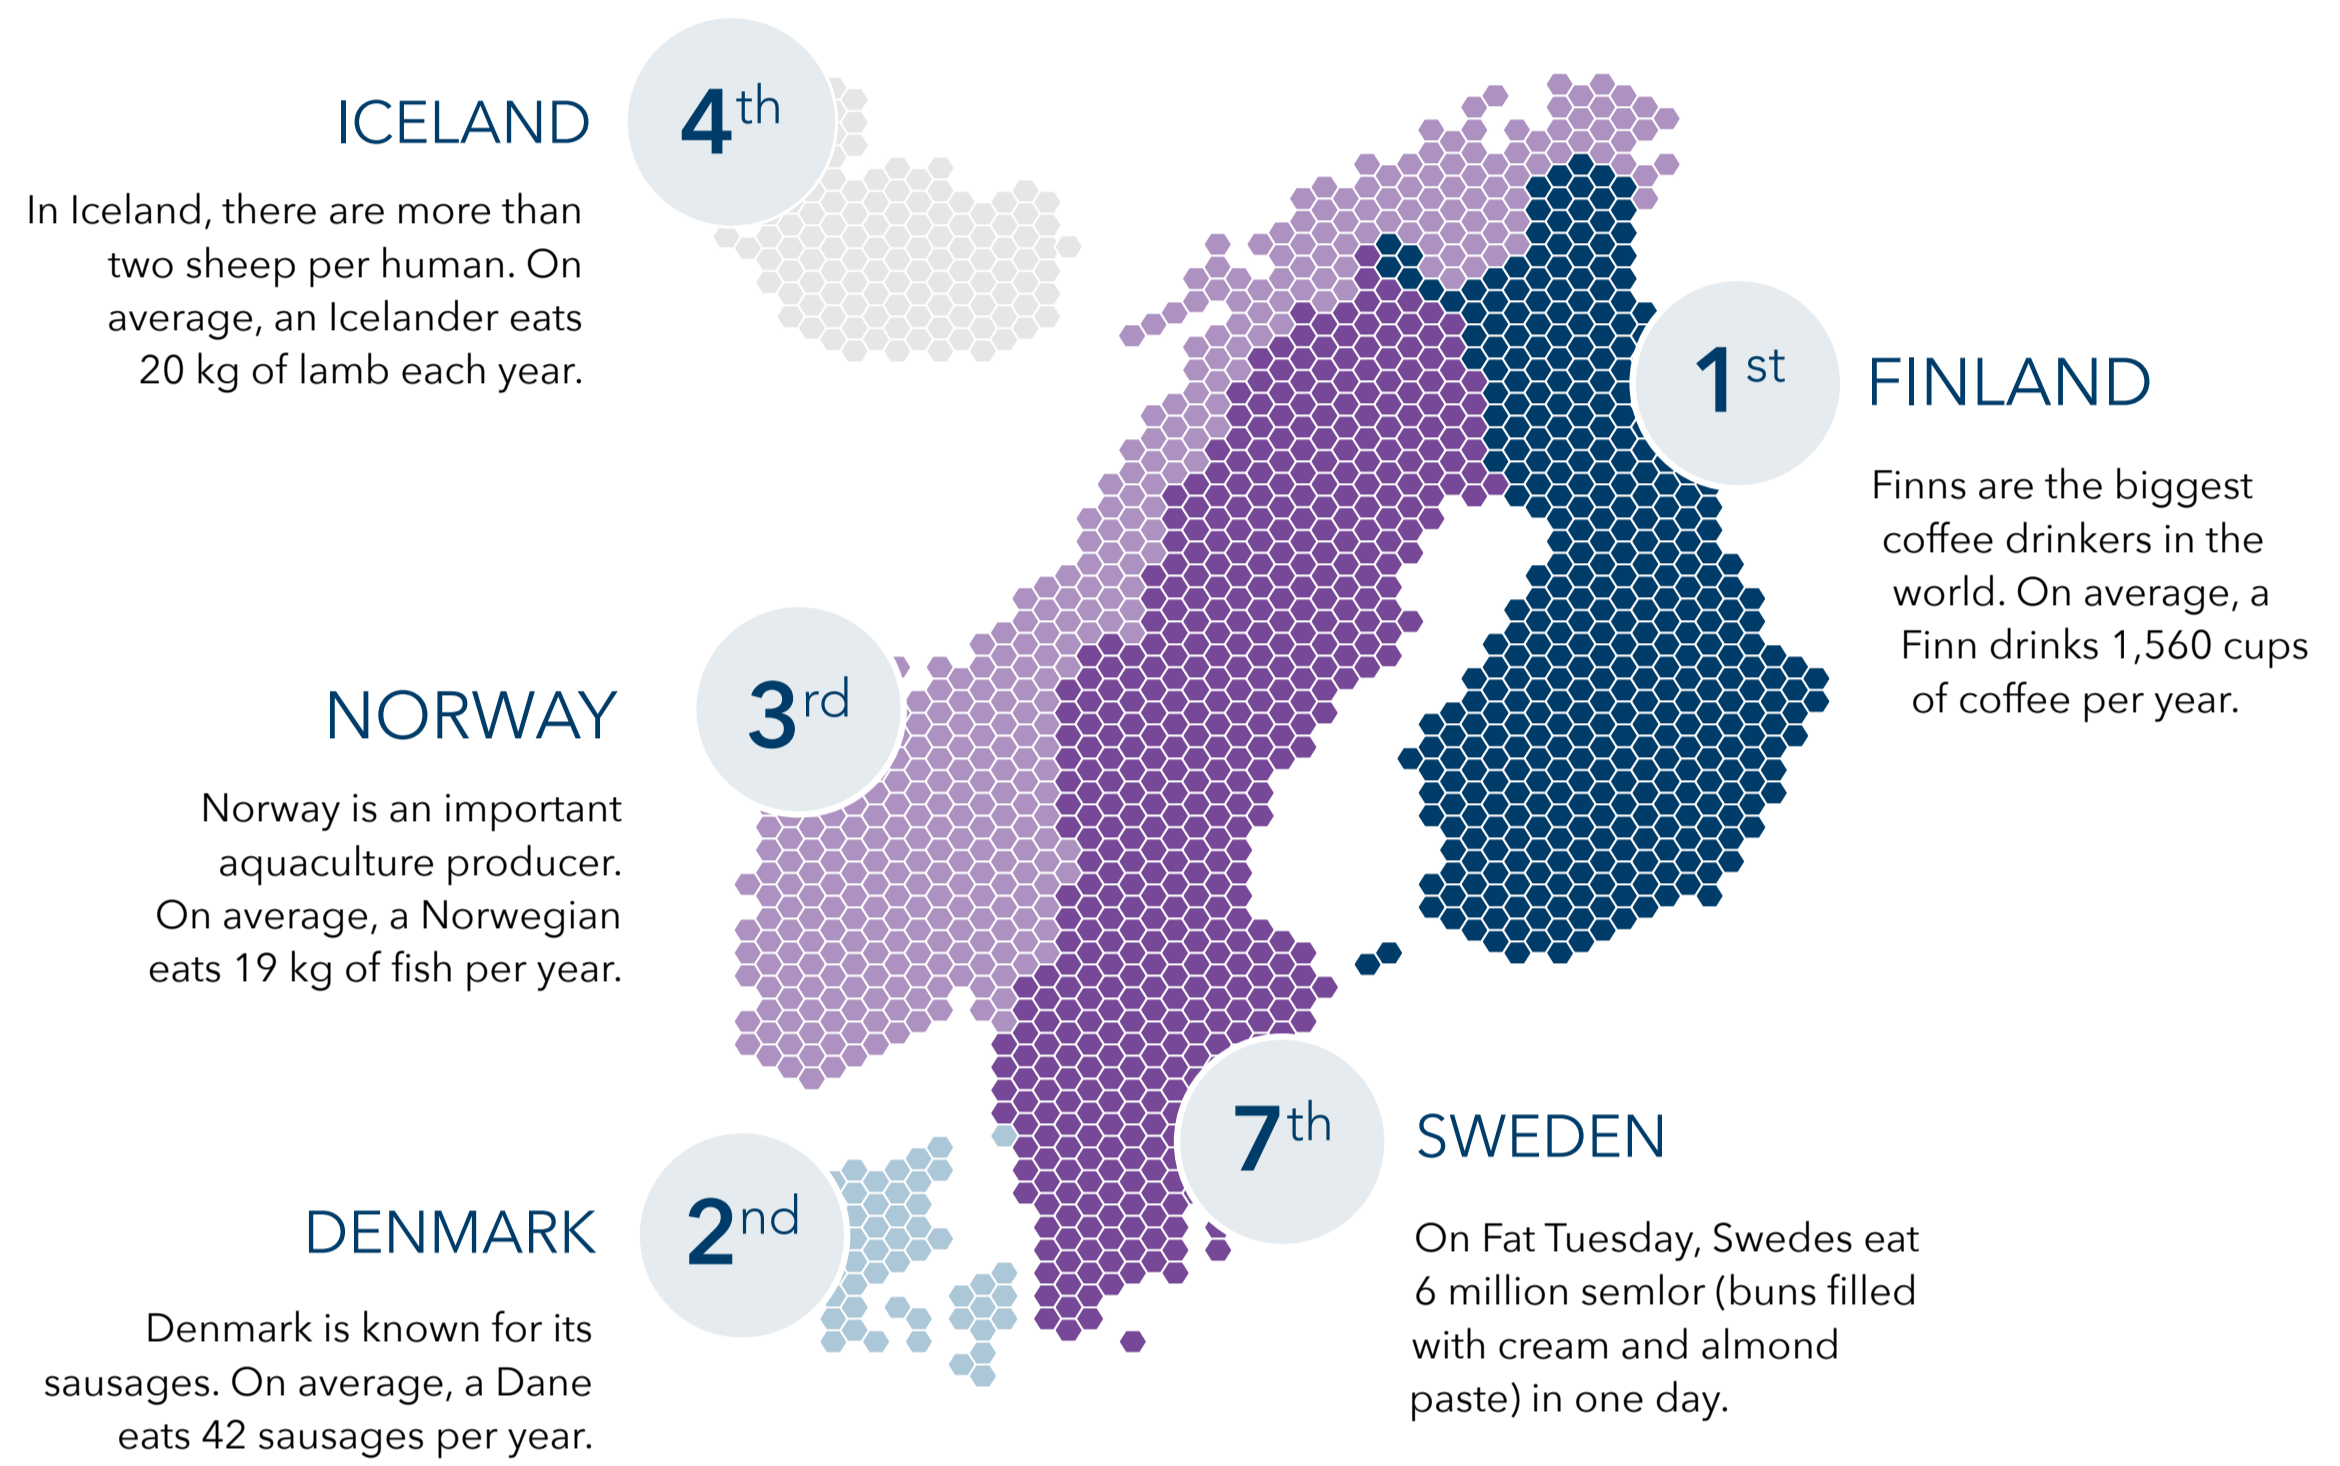 ICELAND
4th
In Iceland, there are more than
two sheep per human. On
average, an Icelander eats
20 kg of lamb each year.
1st
FINLAND
Finns are the biggest
coffee drinkers in the
world. On average, a
Finn drinks 1,560 cups
of coffee per year.
NORWAY
3rd
Norway is an important
aquaculture producer.
On average, a Norwegian
eats 19 kg of fish per year.
7th
SWEDEN
On Fat Tuesday, Swedes eat
6 million semlor (buns filled
with cream and almond
paste) in one day.
DENMARK
2nd
Denmark is known for its
sausages. On average, a Dane
eats 42 sausages per year.